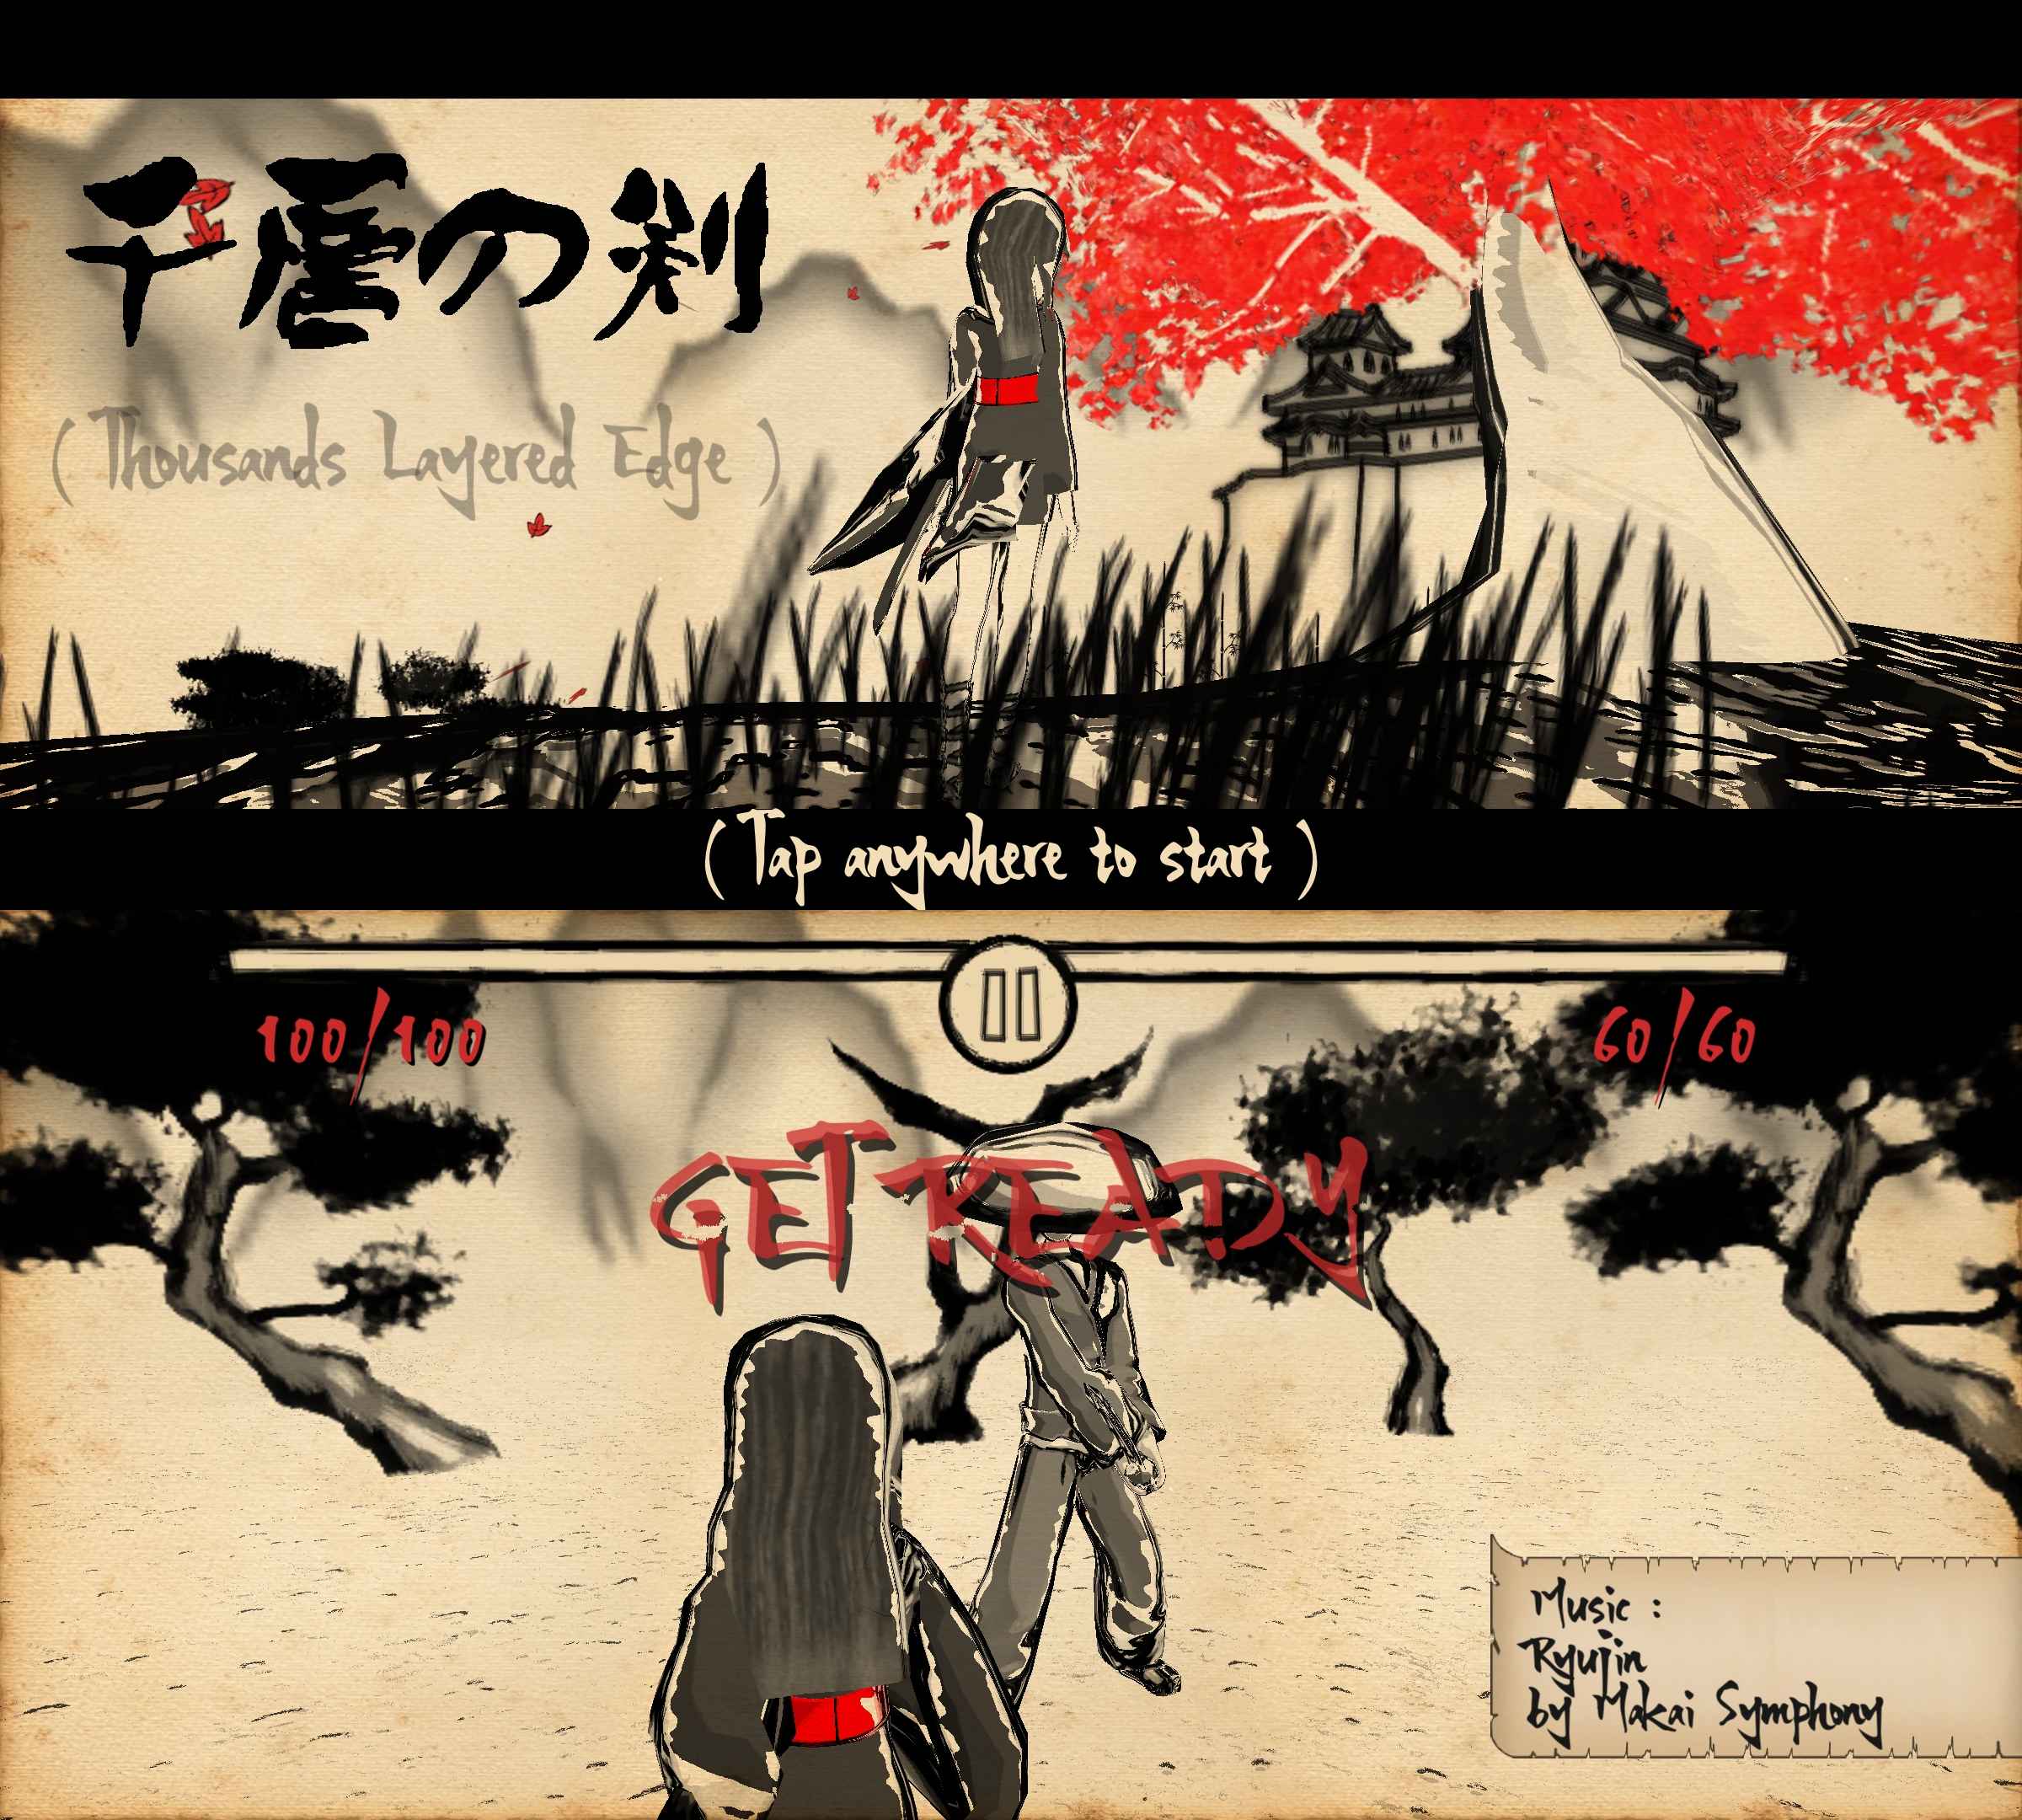 千層の剣
( Thousands Layered Edge )
( Tap anywhere to start )
100/100
60/60
GET READY
Music :
Ryujin
by Makai Symphony